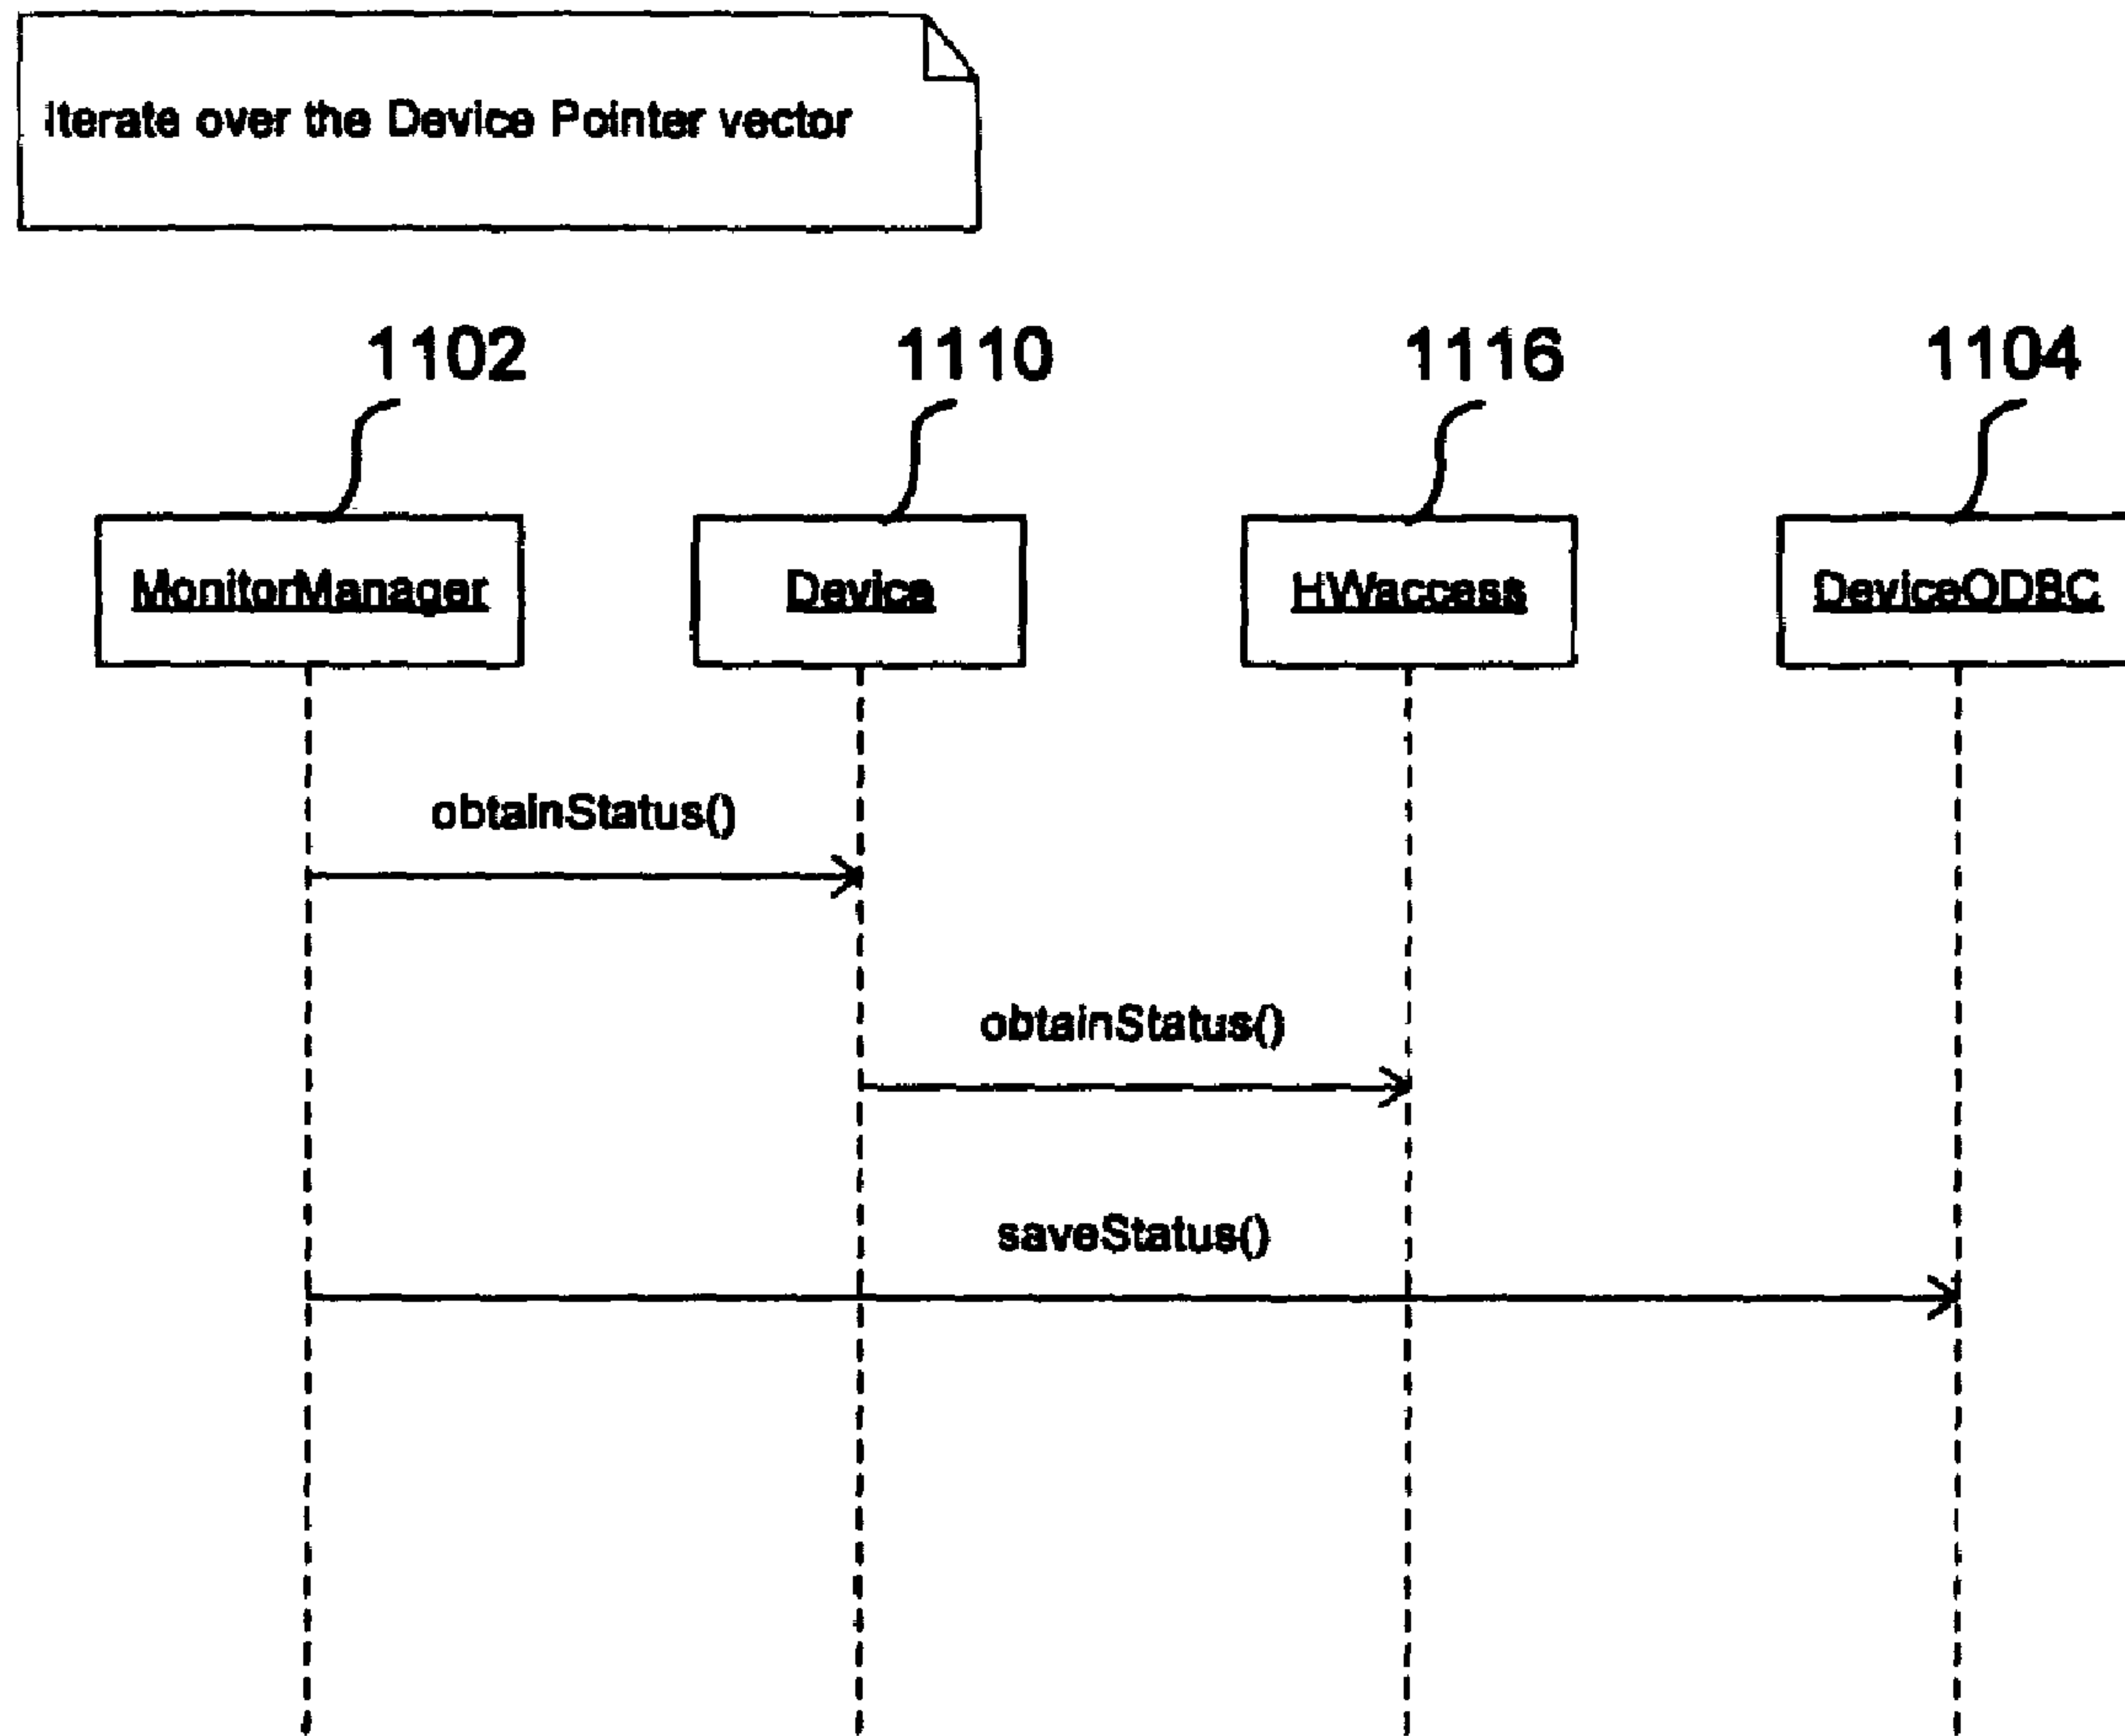 Iterate over the Device Pointer vector
1102 1110 1116 1104
MonitorManager Device HWaccess DeviceODBC
obtainStatus()
obtainStatus()
saveStatus()